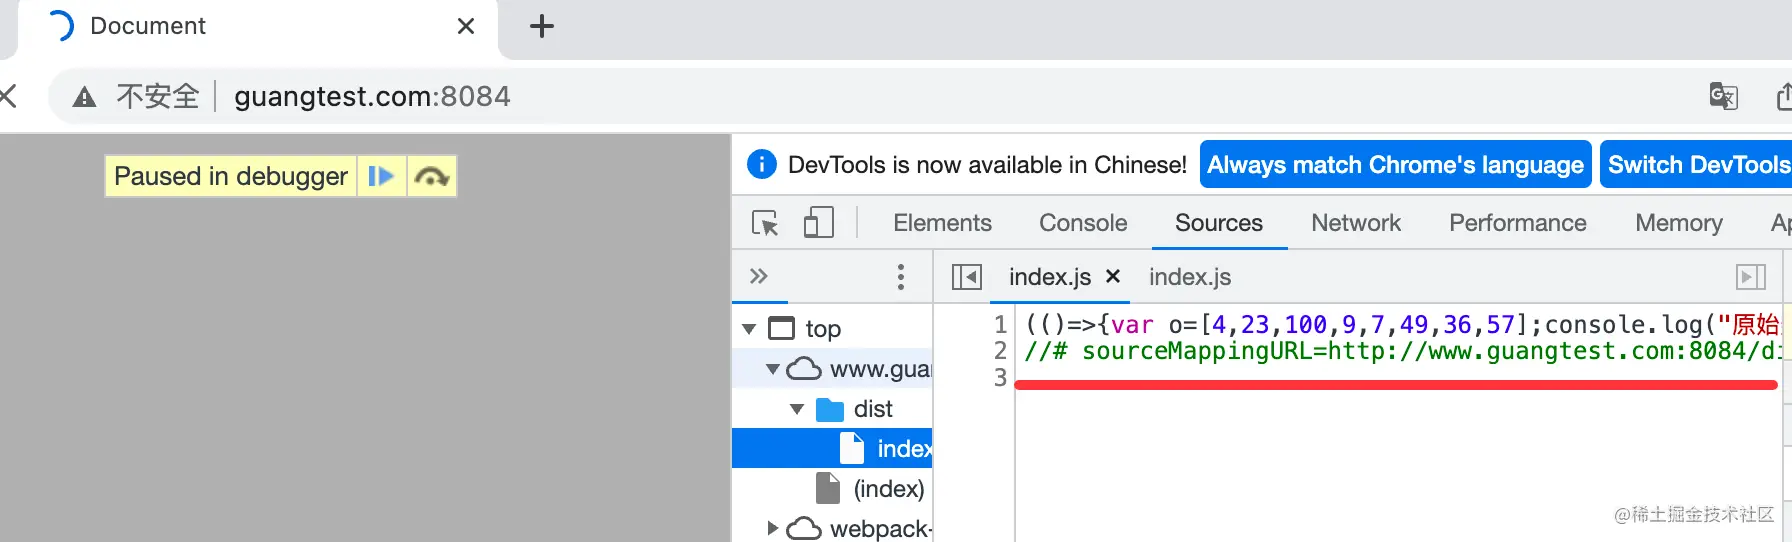 Document
不安全 guangtest.com:8084
Paused in debugger
DevTools is now available in Chinese! Always match Chrome's language Switch DevTools
Elements Console Sources Network Performance Memory Ap
index.js index.js
top
www.gua
dist
index
(index)
webpack-
1 (()=>{var o=[4,23,100,9,7,49,36,57];console.log("原始
2 //# sourceMappingURL=http://www.guangtest.com:8084/di
3
@稀土掘金技术社区